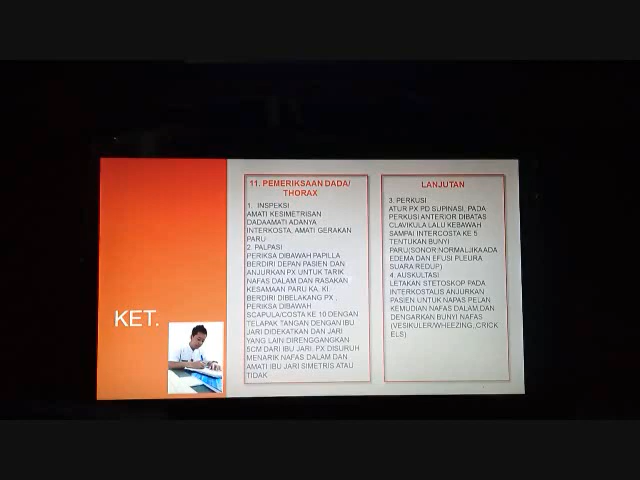 KET.
11. PEMERIKSAAN DADA/
THORAX
1. INSPEKSI
AMATI KESIMETRISAN
DADAAMATI ADANYA
INTERKOSTA, AMATI GERAKAN
PARU
2. PALPASI
PERIKSA DIBAWAH PAPILLA
BERDIRI DEPAN PASIEN DAN
ANJURKAN PX UNTUK TARIK
NAFAS DALAM DAN RASAKAN
KESAMAAN PARU KA. KI.
BERDIRI DIBELAKANG PX ,
PERIKSA DIBAWAH
SCAPULA/COSTA KE 10 DENGAN
TELAPAK TANGAN DENGAN IBU
JARI DIDEKATKAN DAN JARI
YANG LAIN DIRENGGANGKAN
5CM DARI IBU JARI. PX DISURUH
MENARIK NAFAS DALAM DAN
AMATI IBU JARI SIMETRIS ATAU
TIDAK
LANJUTAN
3. PERKUSI
ATUR PX PD SUPINASI, PADA
PERKUSI ANTERIOR DIBATAS
CLAVIKULA LALU KEBAWAH
SAMPAI INTERCOSTA KE 5
TENTUKAN BUNYI
PARU(SONOR:NORMAL,JIKA ADA
EDEMA DAN EFUSI PLEURA
SUARA REDUP)
4. AUSKULTASI
LETAKAN STETOSKOP PADA
INTERKOSTALIS ANJURKAN
PASIEN UNTUK NAPAS PELAN
KEMUDIAN NAFAS DALAM DAN
DENGARKAN BUNYI NAFAS
(VESIKULER/WHEEZING,,CRICK
ELS)